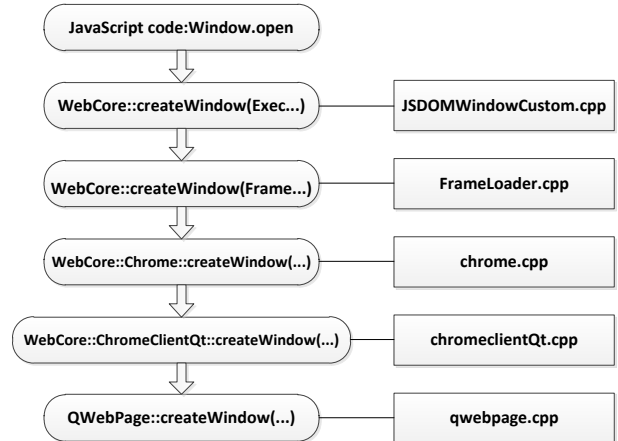 JavaScript code:Window.open
WebCore::createWindow(Exec...)
JSDOMWindowCustom.cpp
WebCore::createWindow(Frame...)
FrameLoader.cpp
WebCore::Chrome::createWindow(...)
chrome.cpp
WebCore::ChromeClientQt::createWindow(...)
chromeclientQt.cpp
QWebPage::createWindow(...)
qwebpage.cpp